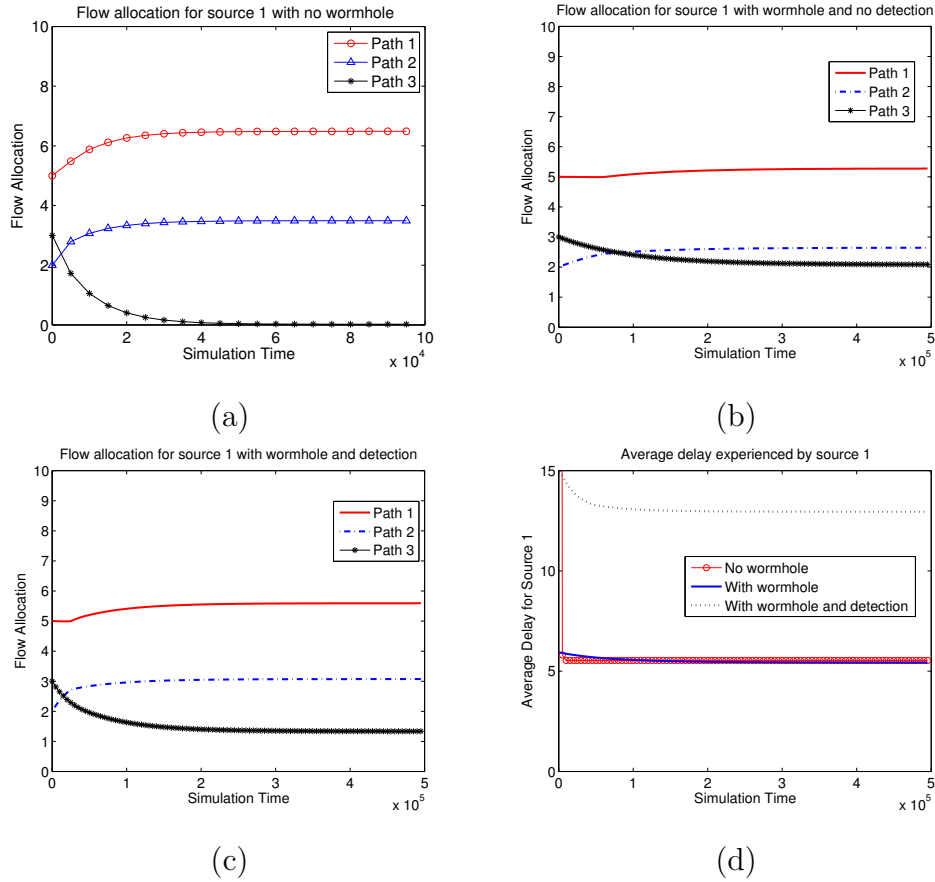 Flow allocation for source 1 with no wormhole
10
8
6
4
2
0
Flow Allocation
Path 1
Path 2
Path 3
0
2
4
6
8
10
Simulation Time
x 10^4
(a)
Flow allocation for source 1 with wormhole and no detection
10
9
8
7
6
5
4
3
2
1
0
Flow Allocation
Path 1
Path 2
Path 3
0
1
2
3
4
5
Simulation Time
x 10^5
(b)
Flow allocation for source 1 with wormhole and detection
10
9
8
7
6
5
4
3
2
1
0
Flow Allocation
Path 1
Path 2
Path 3
0
1
2
3
4
5
Simulation Time
x 10^5
(c)
Average delay experienced by source 1
15
10
5
0
Average Delay for Source 1
No wormhole
With wormhole
With wormhole and detection
0
1
2
3
4
5
Simulation Time
x 10^5
(d)